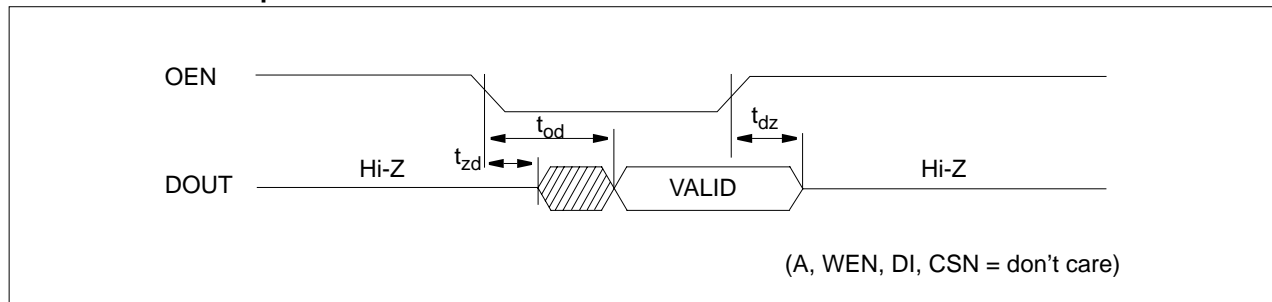 OEN
t_od
t_dz
t_zd
Hi-Z
Hi-Z
DOUT
VALID
(A, WEN, DI, CSN = don't care)